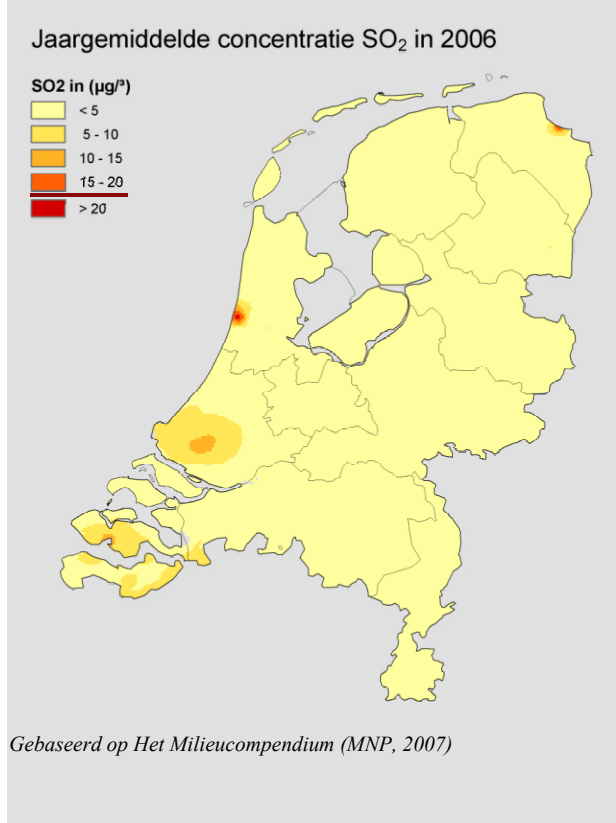 Jaargemiddelde concentratie SO₂ in 2006
SO2 in (µg/³)
< 5
5 - 10
10 - 15
15 - 20
> 20
Gebaseerd op Het Milieucompendium (MNP, 2007)